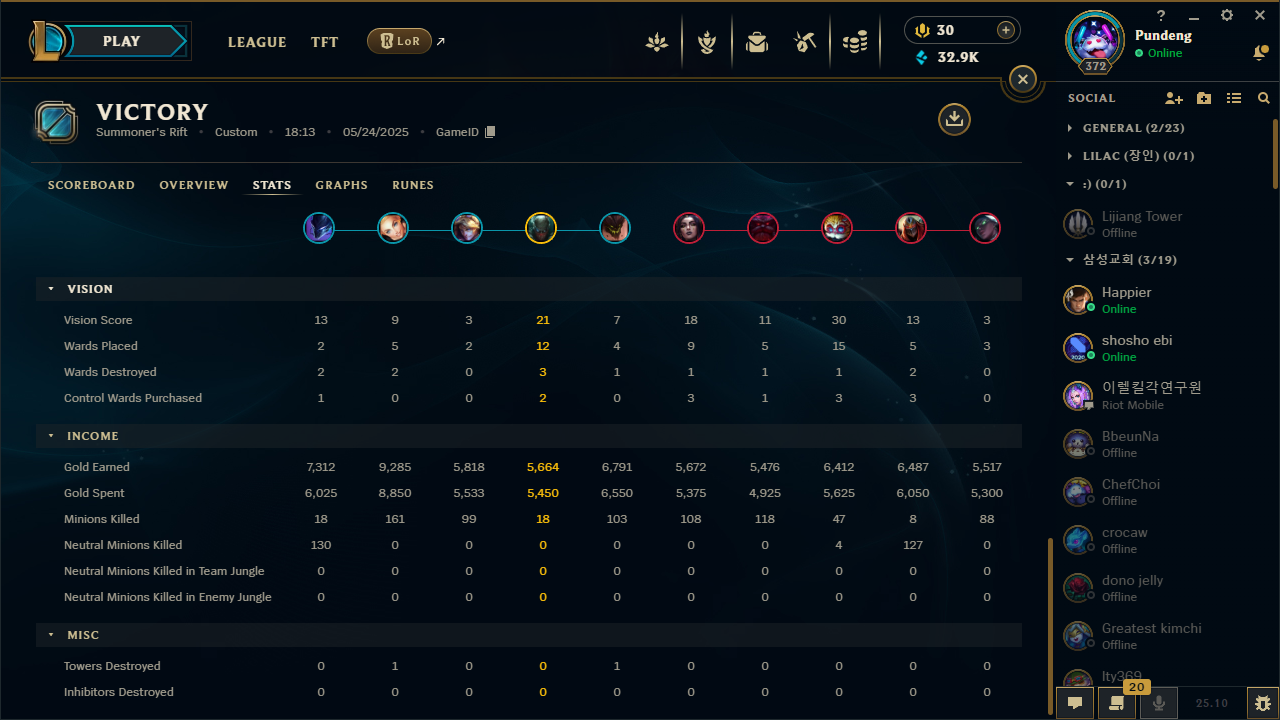 PLAY
LEAGUE
TFT
LoR
30
32.9K
Pundeng
Online
372
VICTORY
Summoner's Rift • Custom • 18:13 • 05/24/2025 • GameID
SCOREBOARD OVERVIEW STATS GRAPHS RUNES
VISION
Vision Score 13 9 3 21 7 18 11 30 13 3
Wards Placed 2 5 2 12 4 9 5 15 5 3
Wards Destroyed 2 2 0 3 1 1 1 1 2 0
Control Wards Purchased 1 0 0 2 0 3 1 3 3 0
INCOME
Gold Earned 7,312 9,285 5,818 5,664 6,791 5,672 5,476 6,412 6,487 5,517
Gold Spent 6,025 8,850 5,533 5,450 6,550 5,375 4,925 5,625 6,050 5,300
Minions Killed 18 161 99 18 103 108 118 47 8 88
Neutral Minions Killed 130 0 0 0 0 0 0 4 127 0
Neutral Minions Killed in Team Jungle 0 0 0 0 0 0 0 0 0 0
Neutral Minions Killed in Enemy Jungle 0 0 0 0 0 0 0 0 0 0
MISC
Towers Destroyed 0 1 0 0 1 0 0 0 0 0
Inhibitors Destroyed 0 0 0 0 0 0 0 0 0 0
SOCIAL
GENERAL (2/23)
LILAC (장인) (0/1)
:) (0/1)
Lijiang Tower
Offline
삼성교회 (3/19)
Happier
Online
shosho ebi
Online
2020
이렐킬각연구원
Riot Mobile
BbeunNa
Offline
ChefChoi
Offline
crocaw
Offline
dono jelly
Offline
Greatest kimchi
Offline
lty369
20
25.10